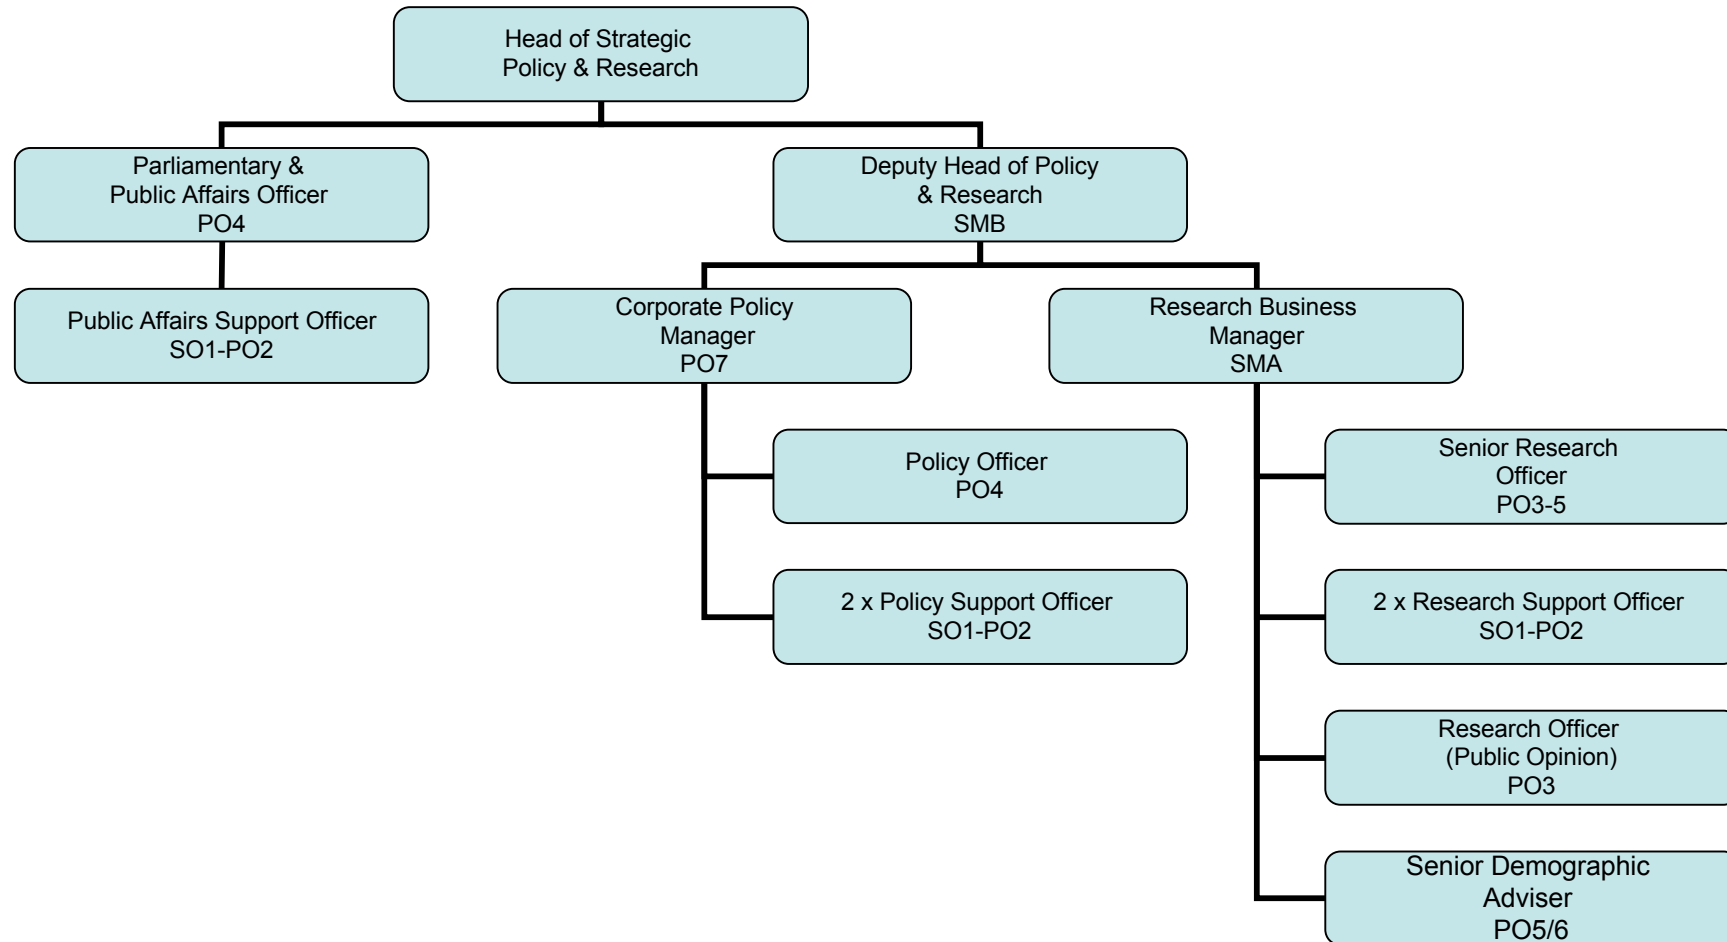 Head of Strategic
Policy & Research
Parliamentary &
Public Affairs Officer
PO4
Deputy Head of Policy
& Research
SMB
Public Affairs Support Officer
SO1-PO2
Corporate Policy
Manager
PO7
Research Business
Manager
SMA
Policy Officer
PO4
Senior Research
Officer
PO3-5
2 x Policy Support Officer
SO1-PO2
2 x Research Support Officer
SO1-PO2
Research Officer
(Public Opinion)
PO3
Senior Demographic
Adviser
PO5/6